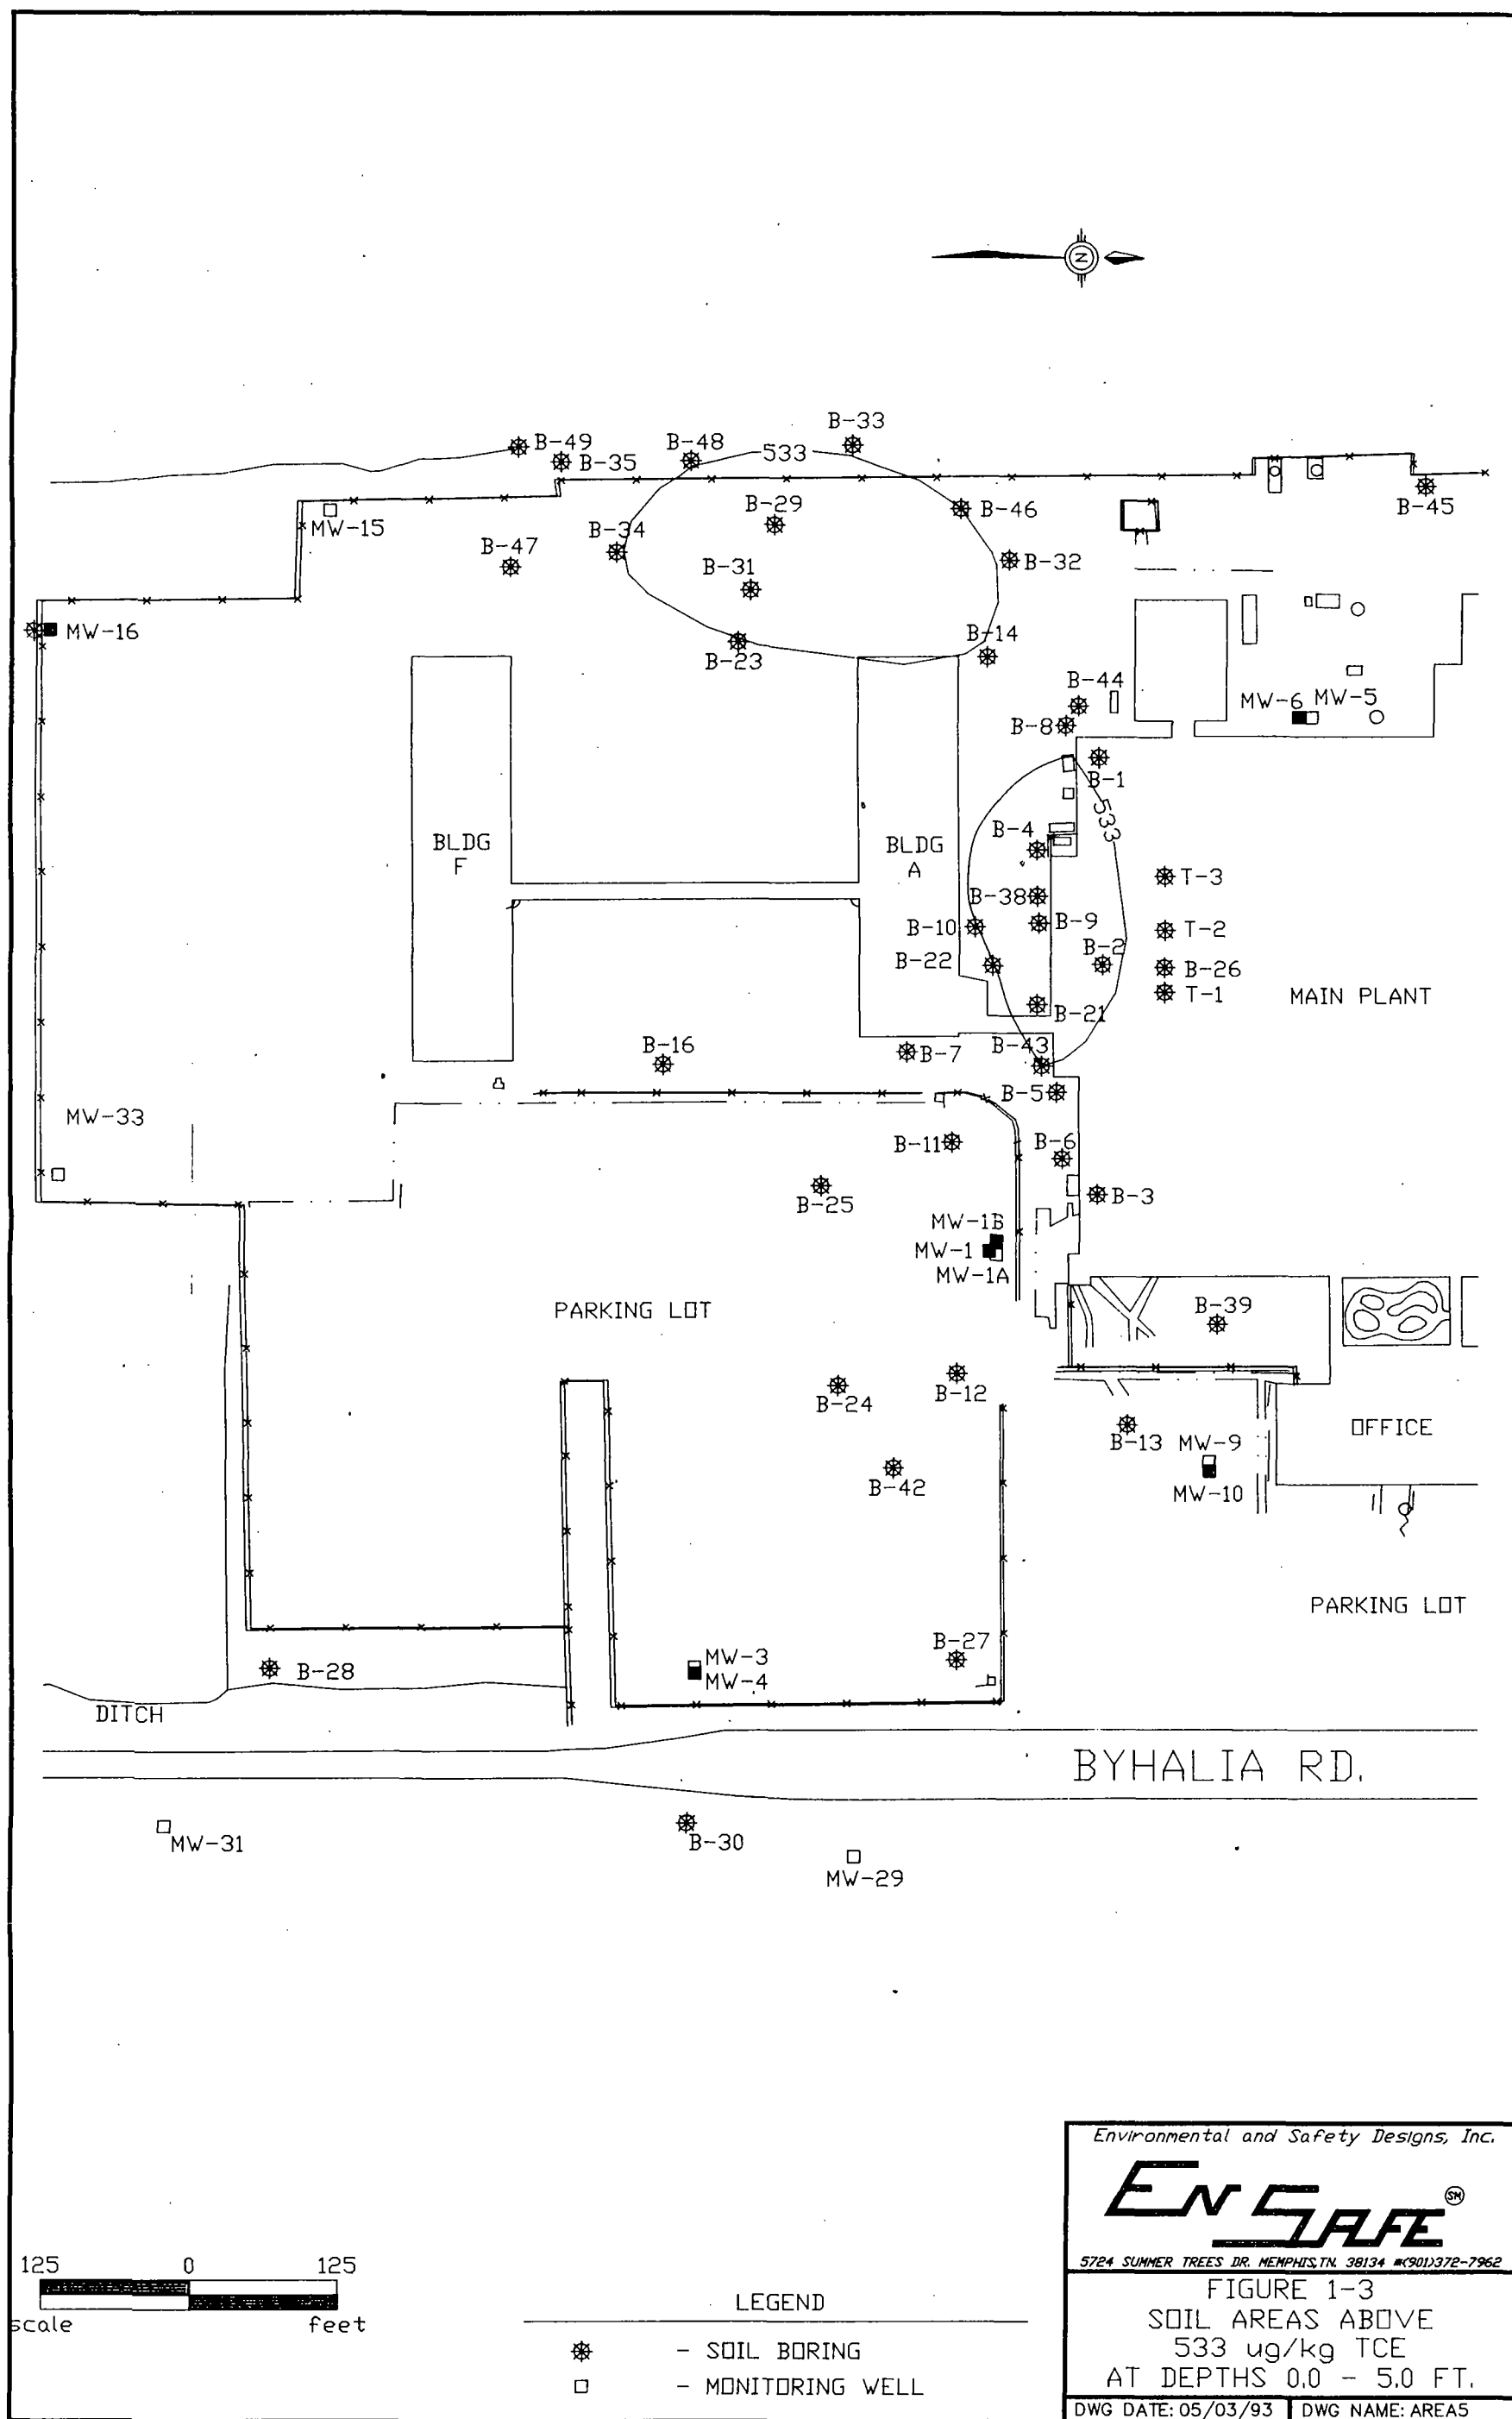 N
B-33
B-49
B-48
533
B-35
B-29
B-46
B-45
MW-15
B-34
B-47
B-32
B-31
MW-16
B-14
B-23
B-44
MW-6 MW-5
B-8
B-1
533
B-4
BLDG
F
BLDG
A
T-3
B-38
B-10
B-9
T-2
B-2
B-22
B-26
T-1
MAIN PLANT
B-21
B-16
B-43
B-7
B-5
MW-33
B-11
B-6
B-25
B-3
MW-1B
MW-1
MW-1A
PARKING LOT
B-39
B-24
B-12
B-13
MW-9
OFFICE
B-42
MW-10
PARKING LOT
B-27
MW-3
MW-4
B-28
DITCH
BYHALIA RD.
MW-31
B-30
MW-29
Environmental and Safety Designs, Inc.
ENSAFE SM
5724 SUMMER TREES DR. MEMPHIS,TN. 38134 (901)372-7962
125 0 125
scale feet
LEGEND
- SOIL BORING
- MONITORING WELL
FIGURE 1-3
SOIL AREAS ABOVE
533 ug/kg TCE
AT DEPTHS 0.0 - 5.0 FT.
DWG DATE: 05/03/93 DWG NAME: AREA5